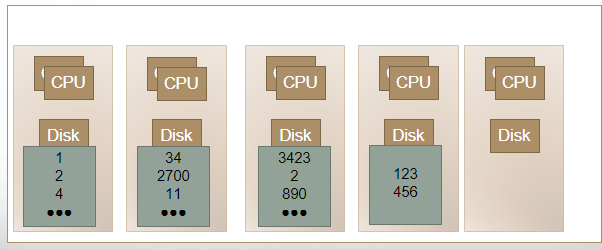 CPU
Disk
1
2
4
•••
CPU
Disk
34
2700
11
•••
CPU
Disk
3423
2
890
•••
CPU
Disk
123
456
CPU
Disk